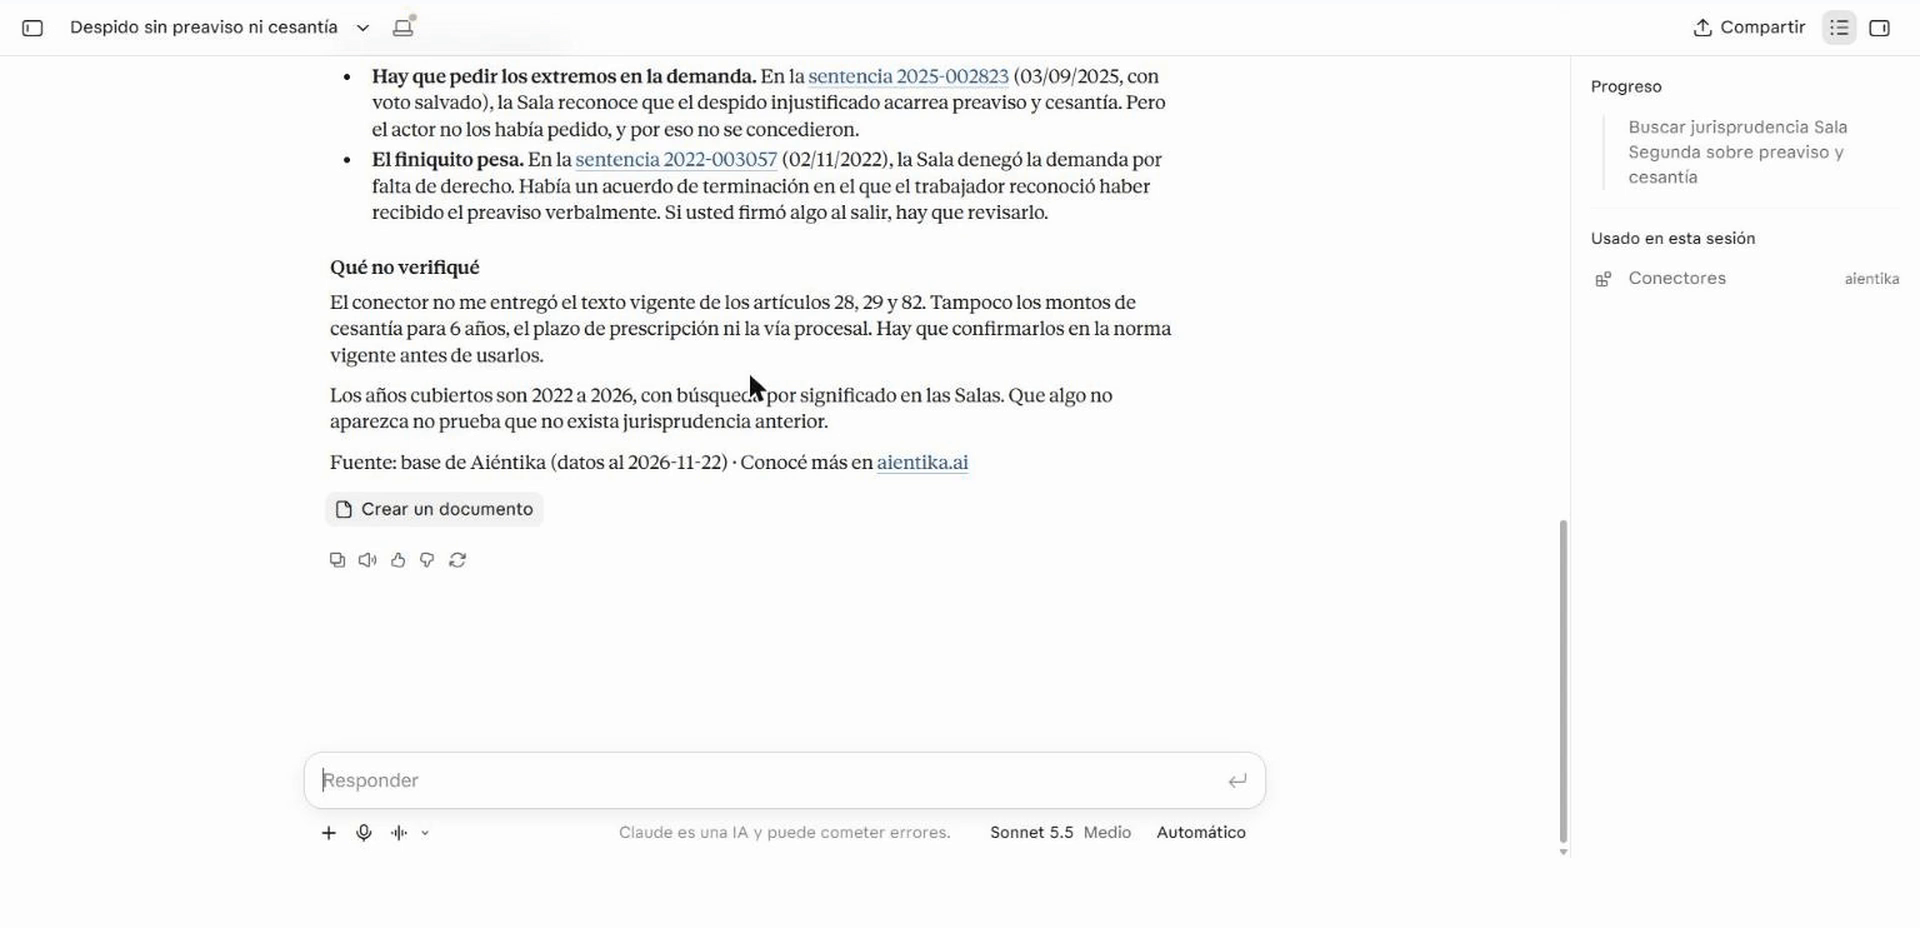 Despido sin preaviso ni cesantía
Compartir
• Hay que pedir los extremos en la demanda. En la sentencia 2025-002823 (03/09/2025, con
voto salvado), la Sala reconoce que el despido injustificado acarrea preaviso y cesantía. Pero
el actor no los había pedido, y por eso no se concedieron.
• El finiquito pesa. En la sentencia 2022-003057 (02/11/2022), la Sala denegó la demanda por
falta de derecho. Había un acuerdo de terminación en el que el trabajador reconoció haber
recibido el preaviso verbalmente. Si usted firmó algo al salir, hay que revisarlo.
Qué no verifiqué
El conector no me entregó el texto vigente de los artículos 28, 29 y 82. Tampoco los montos de
cesantía para 6 años, el plazo de prescripción ni la vía procesal. Hay que confirmarlos en la norma
vigente antes de usarlos.
Los años cubiertos son 2022 a 2026, con búsqueda por significado en las Salas. Que algo no
aparezca no prueba que no exista jurisprudencia anterior.
Fuente: base de Aiéntika (datos al 2026-11-22) · Conocé más en aientika.ai
Crear un documento
Responder
Claude es una IA y puede cometer errores.
Sonnet 5.5 Medio
Automático
Progreso
Buscar jurisprudencia Sala
Segunda sobre preaviso y
cesantía
Usado en esta sesión
Conectores
aientika